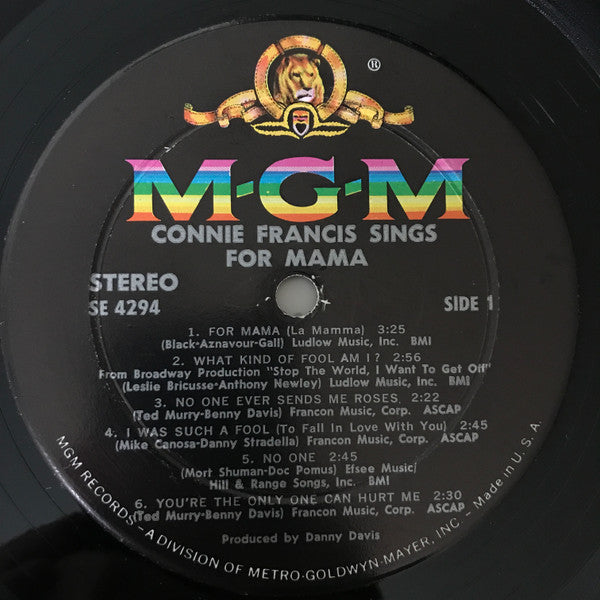 ®
M-G-M
CONNIE FRANCIS SINGS
FOR MAMA
STEREO
SE 4294
SIDE 1
1. FOR MAMA (La Mamma) 3:25
(Black-Aznavour-Gall) Ludlow Music, Inc. BMI
2. WHAT KIND OF FOOL AM I? 2:56
From Broadway Production "Stop The World, I Want To Get Off"
(Leslie Bricusse-Anthony Newley) Ludlow Music, Inc. BMI
3. NO ONE EVER SENDS ME ROSES 2:22
(Ted Murry-Benny Davis) Francon Music, Corp. ASCAP
4. I WAS SUCH A FOOL (To Fall In Love With You) 2:45
(Mike Canosa-Danny Stradella) Francon Music, Corp. ASCAP
5. NO ONE 2:45
(Mort Shuman-Doc Pomus) Efsee Music/
Hill & Range Songs, Inc. BMI
6. YOU'RE THE ONLY ONE CAN HURT ME 2:30
(Ted Murry-Benny Davis) Francon Music, Corp. ASCAP
Produced by Danny Davis
MGM RECORDS — A DIVISION OF METRO-GOLDWYN-MAYER, INC — Made in U.S.A.